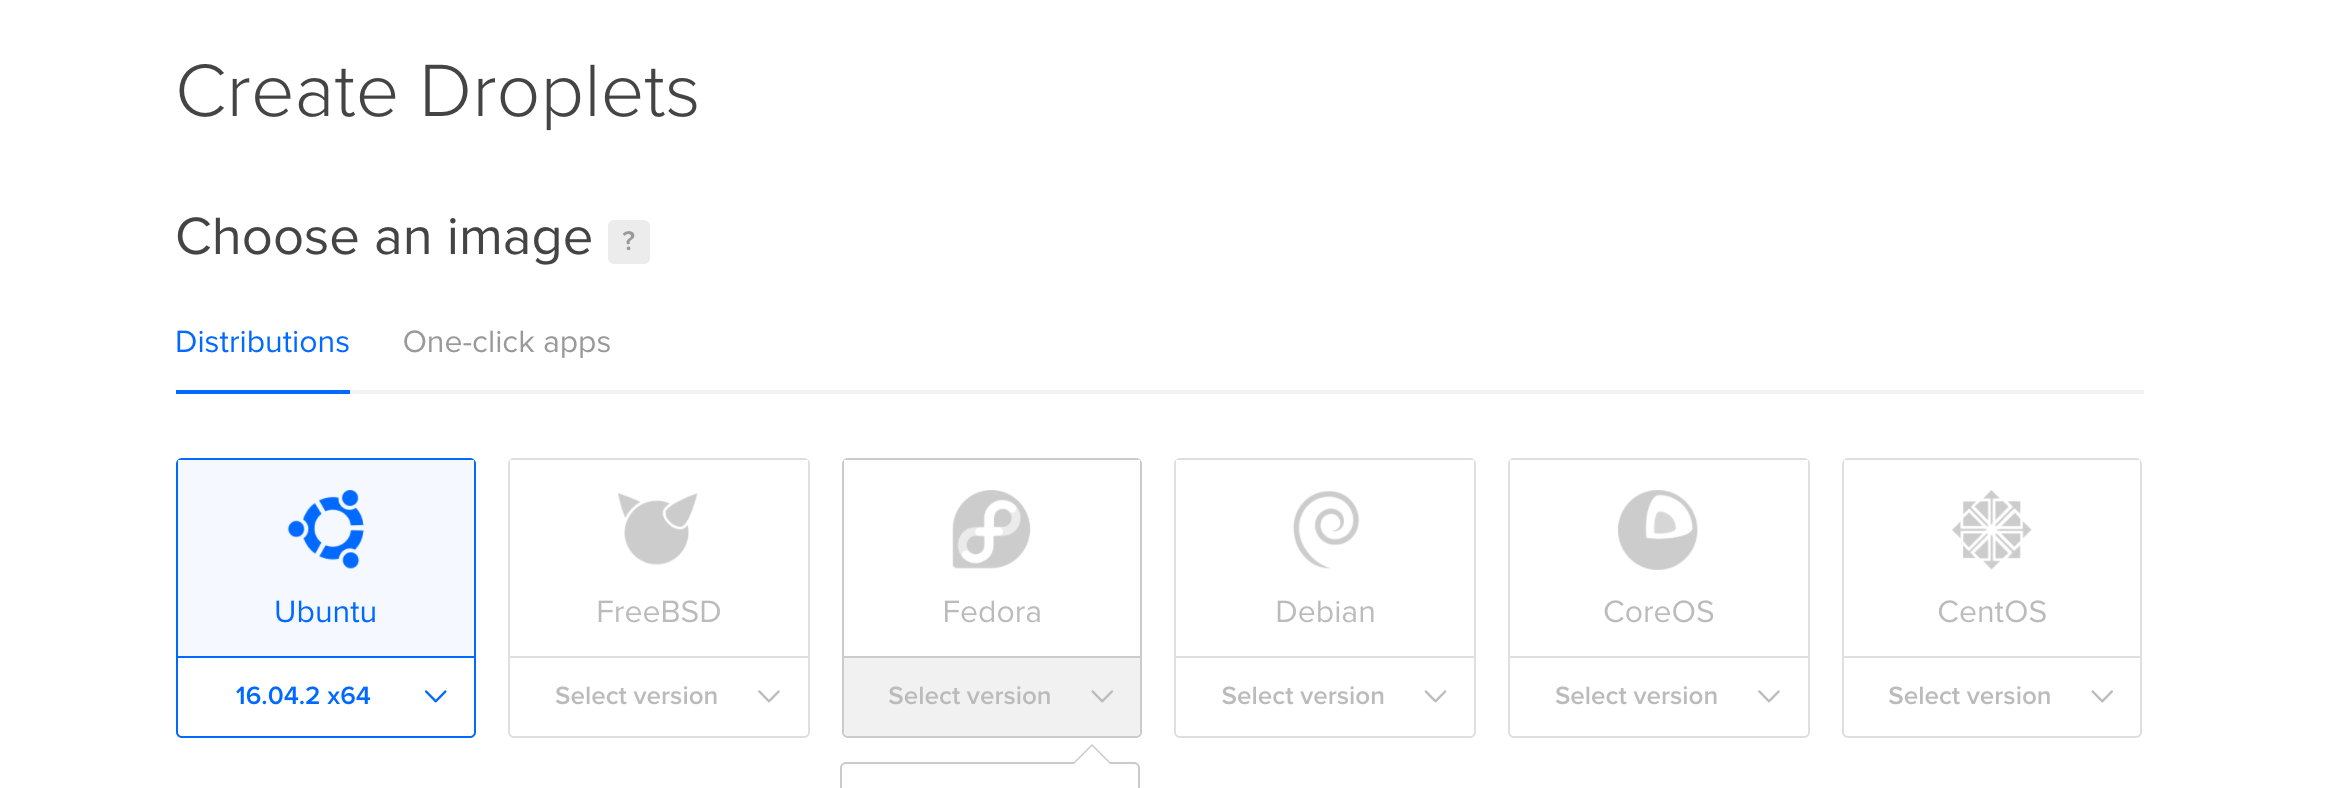 Create Droplets
Choose an image ?
Distributions One-click apps
Ubuntu FreeBSD Fedora Debian CoreOS CentOS
16.04.2 x64 Select version Select version Select version Select version Select version